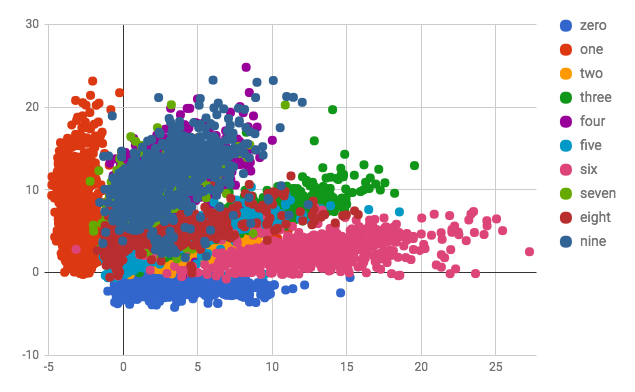 30
20
10
0
-10
-5
0
5
10
15
20
25
zero
one
two
three
four
five
six
seven
eight
nine